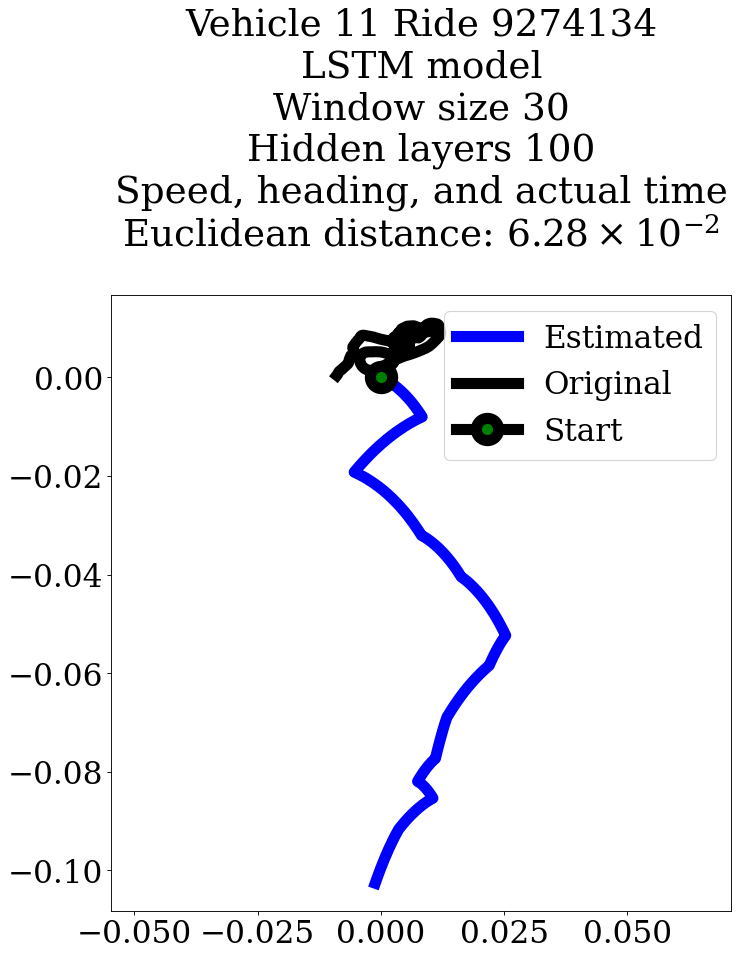 Vehicle 11 Ride 9274134
LSTM model
Window size 30
Hidden layers 100
Speed, heading, and actual time
Euclidean distance: 6.28 × 10⁻²
Estimated
Original
Start
0.00
−0.02
−0.04
−0.06
−0.08
−0.10
−0.050 −0.025 0.000 0.025 0.050